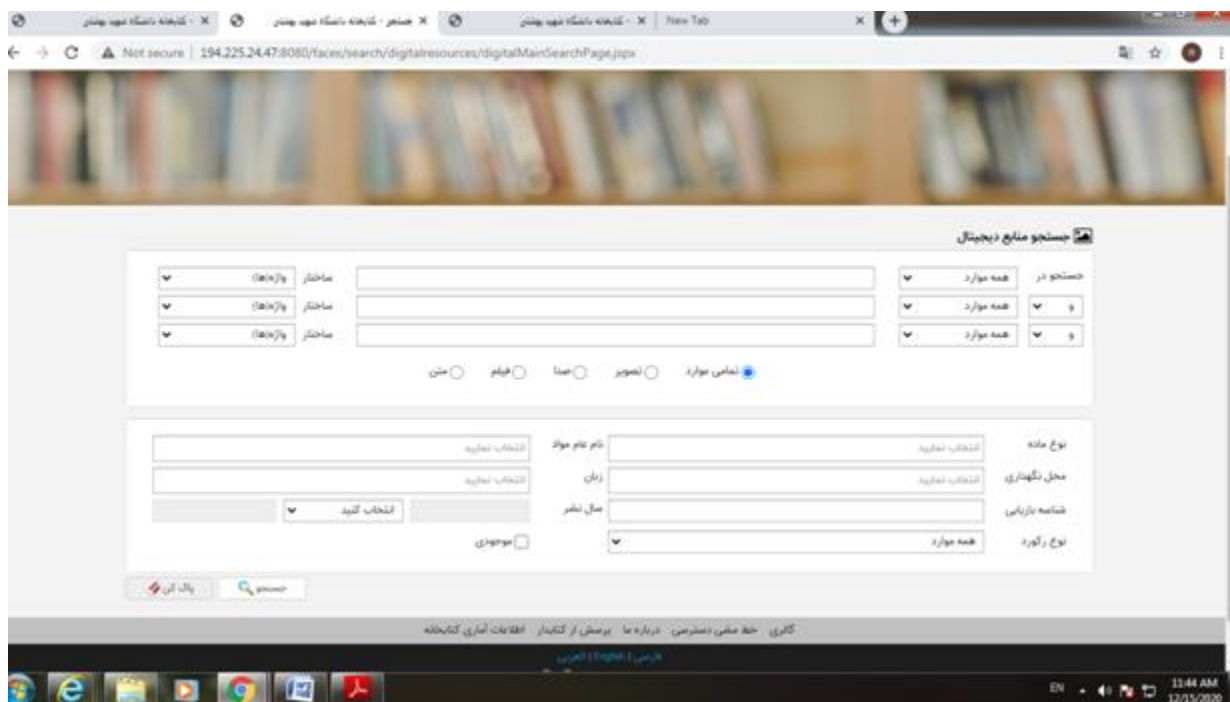 کتابخانه دانشگاه شهید بهشتی - ×
جستجو - کتابخانه دانشگاه شهید بهشتی ×
کتابخانه دانشگاه شهید بهشتی - ×
New Tab ×
Not secure | 194.225.24.47:8080/faces/search/digitalresources/digitalMainSearchPage.jspx
جستجو منابع دیجیتال
جستجو در همه موارد ساختار واژه(ها)
و همه موارد ساختار واژه(ها)
و همه موارد ساختار واژه(ها)
تمامی موارد تصویر صدا فیلم متن
نوع ماده انتخاب نمایید نام عام مواد انتخاب نمایید
محل نگهداری انتخاب نمایید زبان انتخاب نمایید
شناسه بازیابی سال نشر انتخاب کنید
نوع رکورد همه موارد موجودی
جستجو پاک کن
گالری خط مشی دسترسی درباره ما پرسش از کتابدار اطلاعات آماری کتابخانه
فارسی | English | العربی
EN 11:44 AM
12/15/2020